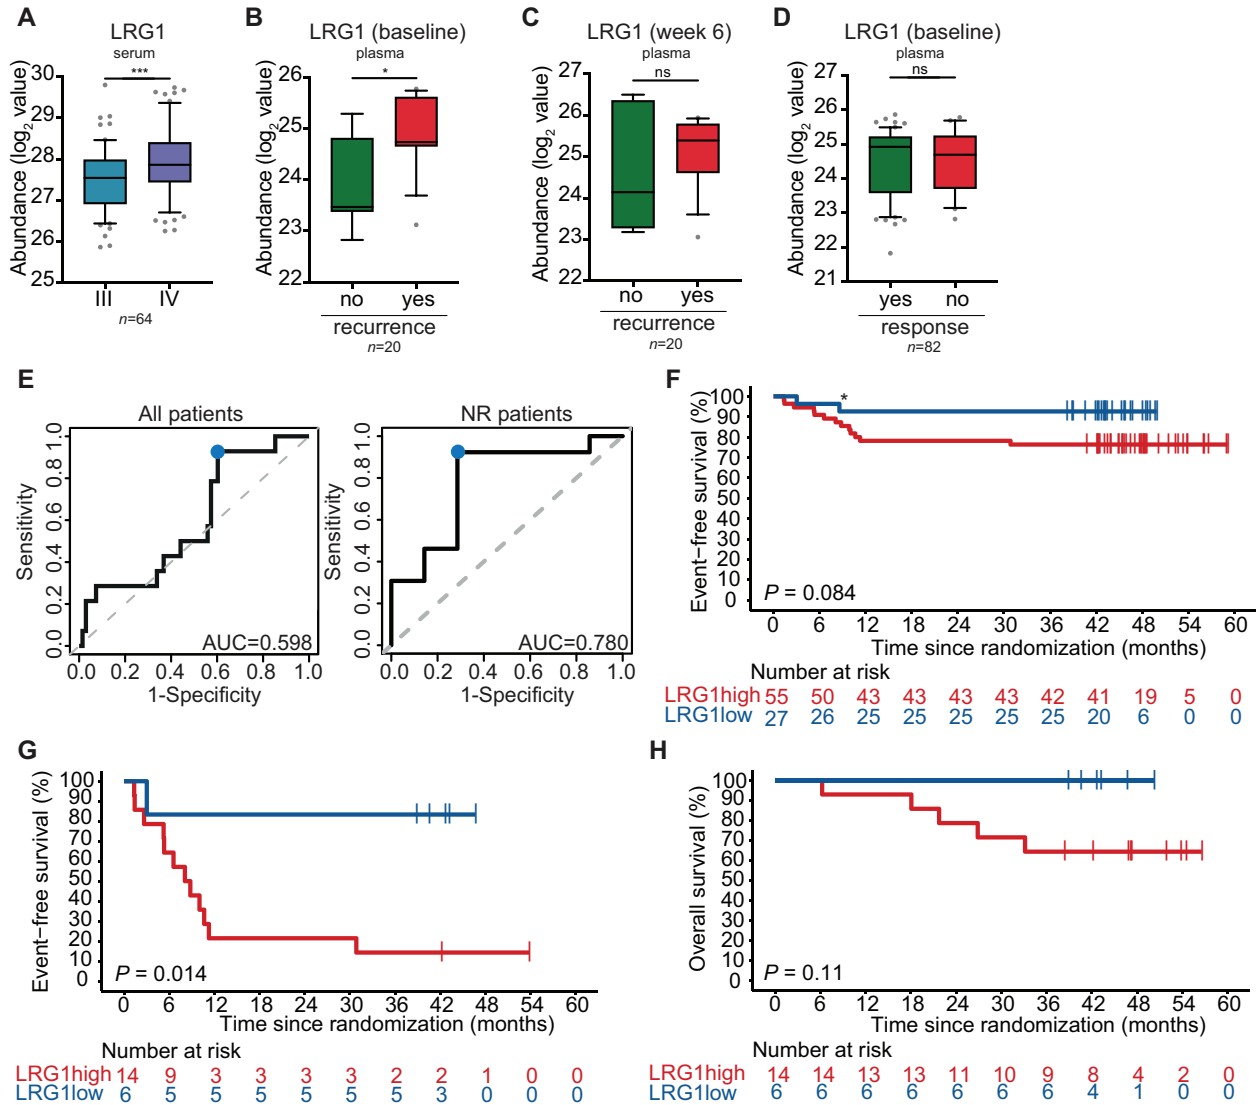 A
LRG1
serum
***
Abundance (log2 value)
30
29
28
27
26
25
III
IV
n=64
B
LRG1 (baseline)
plasma
*
Abundance (log2 value)
26
25
24
23
22
no
yes
recurrence
n=20
C
LRG1 (week 6)
plasma
ns
Abundance (log2 value)
27
26
25
24
23
22
no
yes
recurrence
n=20
D
LRG1 (baseline)
plasma
ns
Abundance (log2 value)
27
26
25
24
23
22
21
yes
no
response
n=82
E
All patients
Sensitivity
1.0
0.8
0.6
0.4
0.2
0.0
AUC=0.598
0.0 0.2 0.4 0.6 0.8 1.0
1-Specificity
NR patients
Sensitivity
1.0
0.8
0.6
0.4
0.2
0.0
AUC=0.780
0.0 0.2 0.4 0.6 0.8 1.0
1-Specificity
F
Event−free survival (%)
100
90
80
70
60
50
40
30
20
10
0
*
P = 0.084
0 6 12 18 24 30 36 42 48 54 60
Time since randomization (months)
Number at risk
LRG1high 55 50 43 43 43 43 42 41 19 5 0
LRG1low 27 26 25 25 25 25 25 20 6 0 0
G
Event−free survival (%)
100
90
80
70
60
50
40
30
20
10
0
P = 0.014
0 6 12 18 24 30 36 42 48 54 60
Time since randomization (months)
Number at risk
LRG1high 14 9 3 3 3 3 2 2 1 0 0
LRG1low 6 5 5 5 5 5 5 3 0 0 0
H
Overall survival (%)
100
90
80
70
60
50
40
30
20
10
0
P = 0.11
0 6 12 18 24 30 36 42 48 54 60
Time since randomization (months)
Number at risk
LRG1high 14 14 13 13 11 10 9 8 4 2 0
LRG1low 6 6 6 6 6 6 6 4 1 0 0